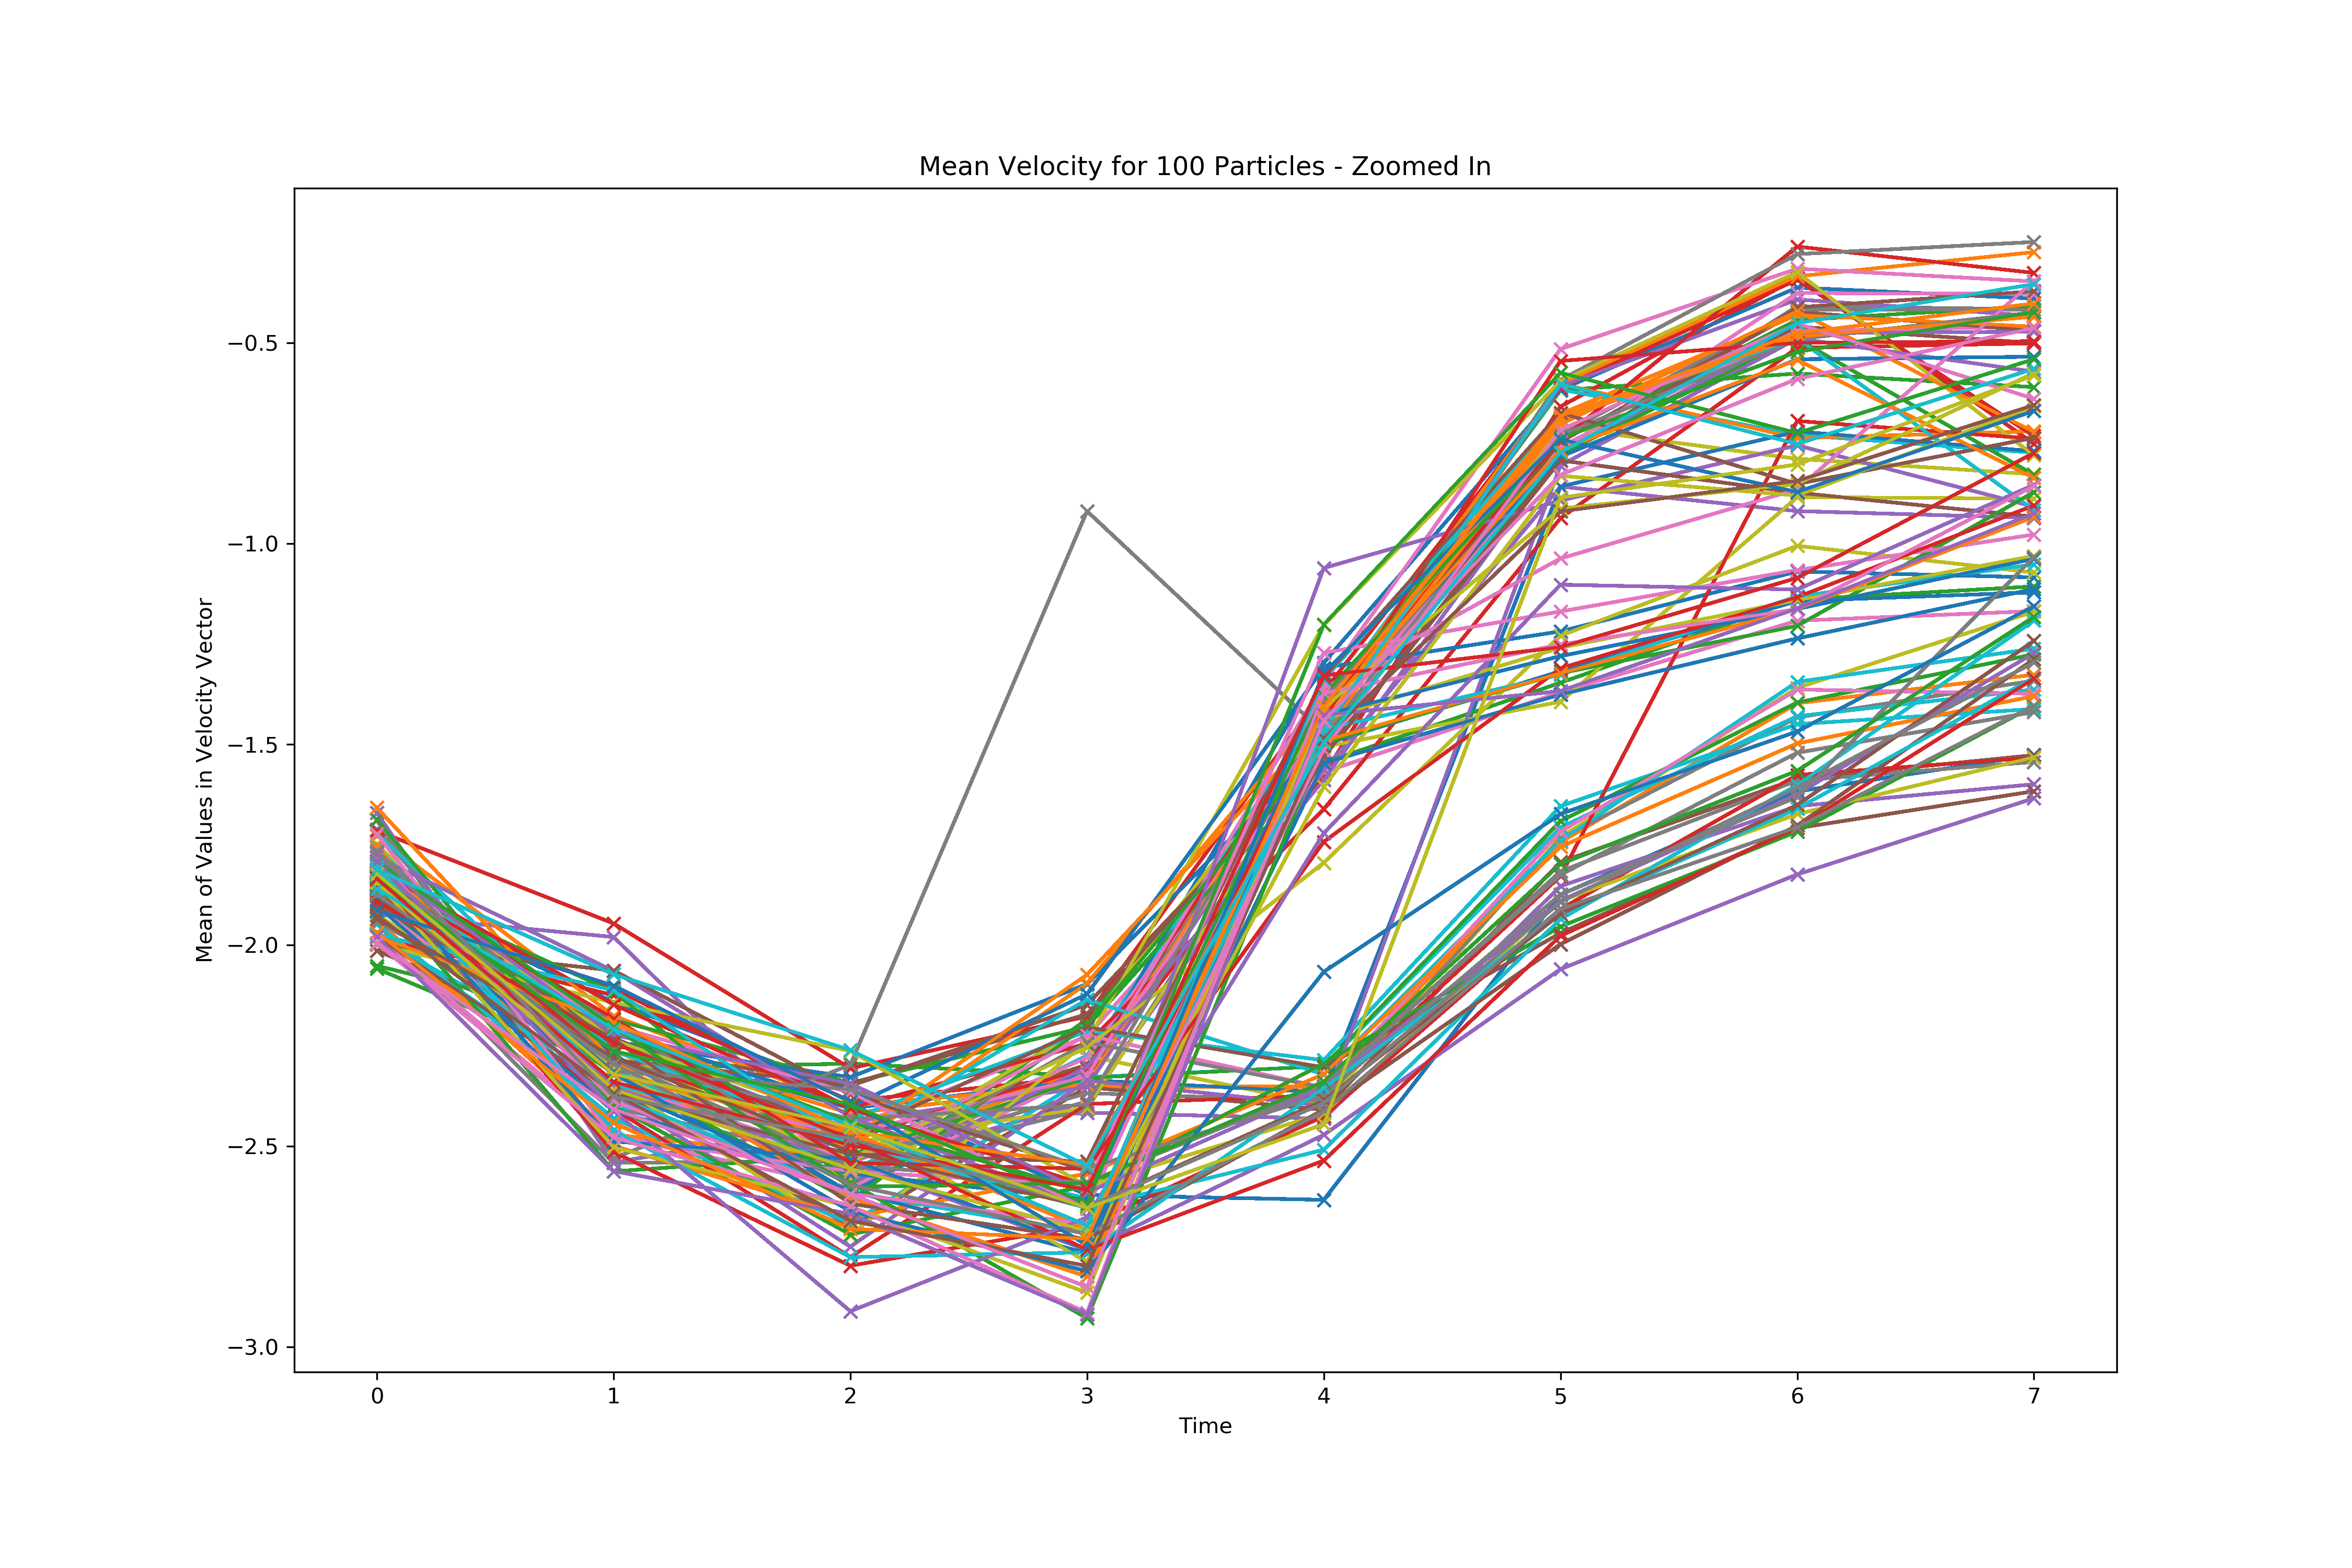 Mean Velocity for 100 Particles - Zoomed In
Mean of Values in Velocity Vector
−0.5
−1.0
−1.5
−2.0
−2.5
−3.0
0 1 2 3 4 5 6 7
Time